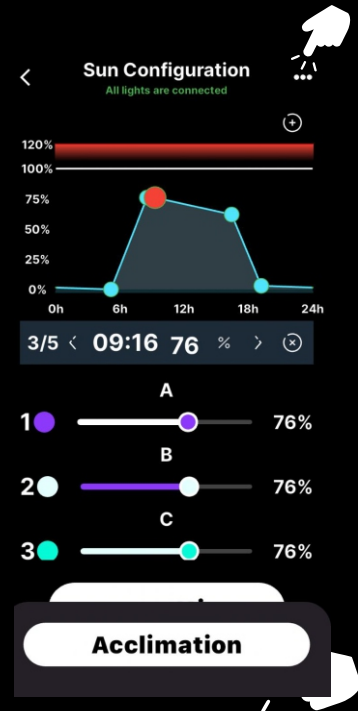 Sun Configuration
All lights are connected
120%
100%
75%
50%
25%
0%
0h 6h 12h 18h 24h
3/5 09:16 76 %
A
1 76%
B
2 76%
C
3 76%
Acclimation